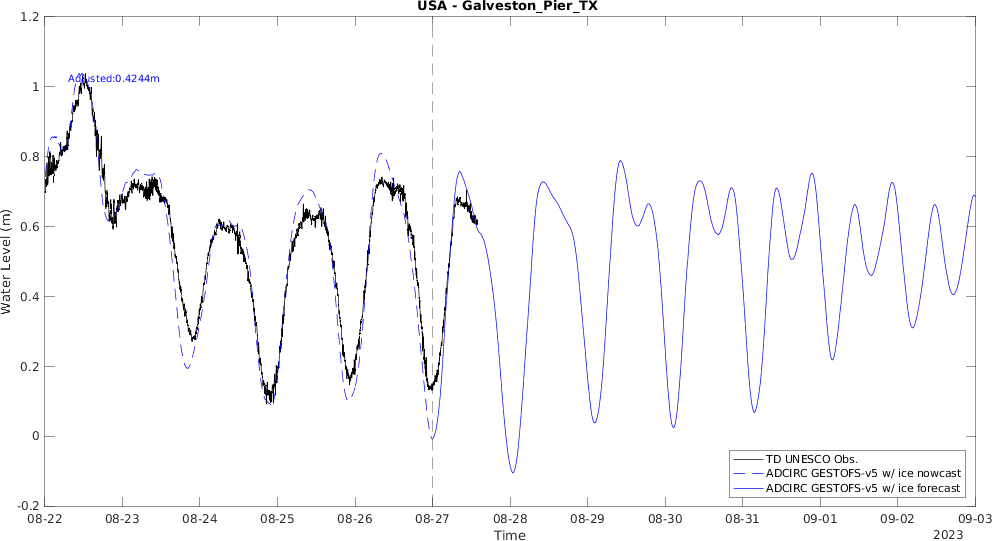 USA - Galveston_Pier_TX
1.2
1
0.8
0.6
0.4
0.2
0
-0.2
Water Level (m)
Adjusted:0.4244m
TD UNESCO Obs.
ADCIRC GESTOFS-v5 w/ ice nowcast
ADCIRC GESTOFS-v5 w/ ice forecast
08-22 08-23 08-24 08-25 08-26 08-27 08-28 08-29 08-30 08-31 09-01 09-02 09-03
Time
2023